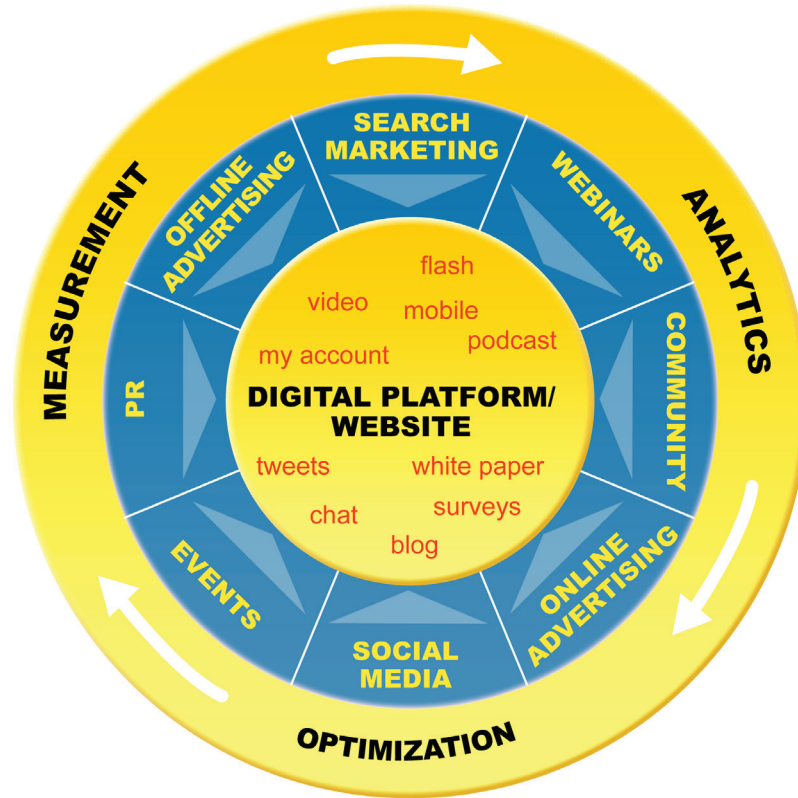 SEARCH
MARKETING
WEBINARS
COMMUNITY
ONLINE
ADVERTISING
SOCIAL
MEDIA
EVENTS
PR
OFFLINE
ADVERTISING
MEASUREMENT
ANALYTICS
OPTIMIZATION
flash
video
mobile
podcast
my account
DIGITAL PLATFORM/
WEBSITE
tweets
white paper
chat
surveys
blog